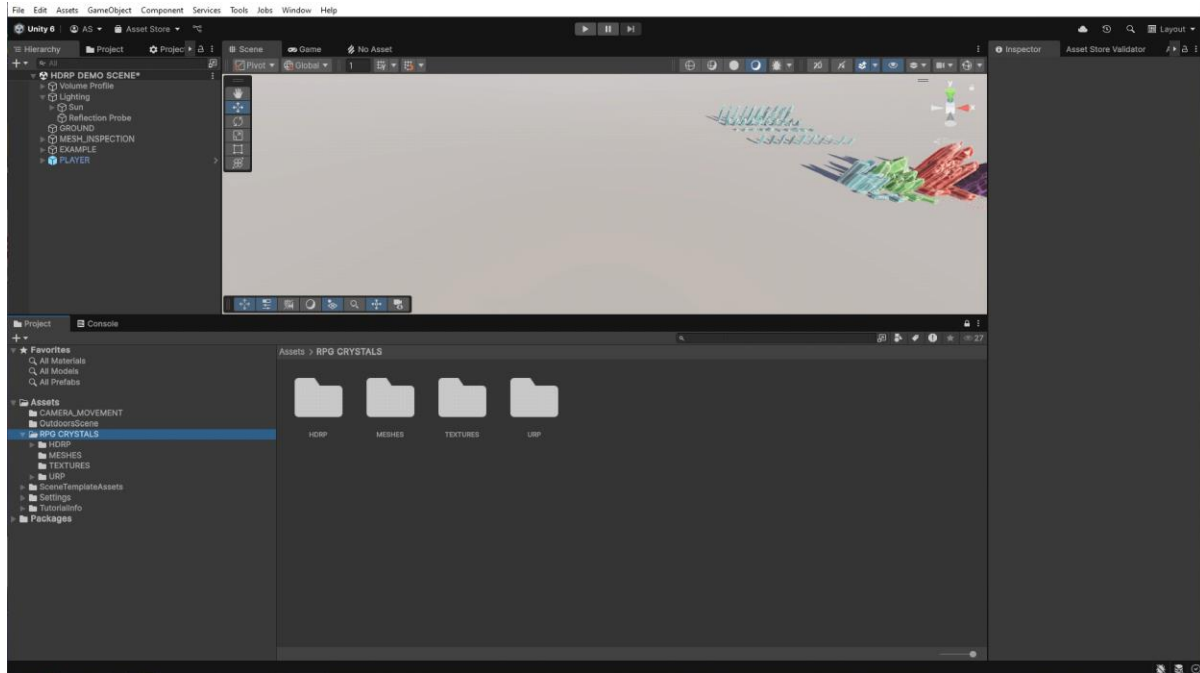 File Edit Assets GameObject Component Services Tools Jobs Window Help
Unity 6 AS Asset Store Layout
Hierarchy Project Projec Scene Game No Asset Inspector Asset Store Validator
All Pivot Global 1 2D
HDRP DEMO SCENE*
Volume Profile
Lighting
Sun
Reflection Probe
GROUND
MESH_INSPECTION
EXAMPLE
PLAYER
Project Console
27
Favorites
All Materials
All Models
All Prefabs
Assets > RPG CRYSTALS
Assets
CAMERA_MOVEMENT
OutdoorsScene
RPG CRYSTALS
HDRP
MESHES
TEXTURES
URP
SceneTemplateAssets
Settings
TutorialInfo
Packages
HDRP MESHES TEXTURES URP